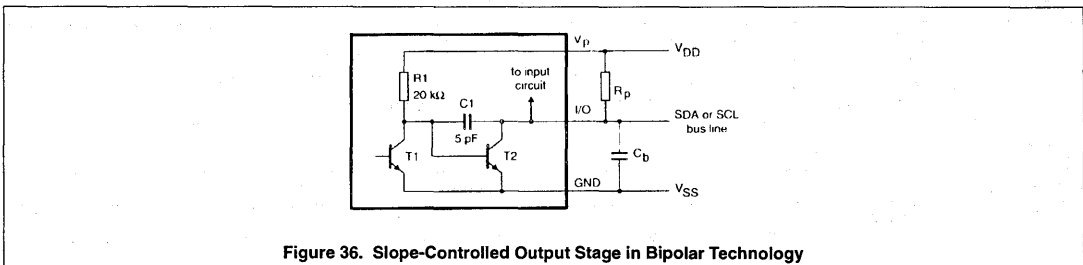 Vp
VDD
to input
circuit
R1
20 kΩ
Rp
C1
I/O
SDA or SCL
bus line
5 pF
T1
T2
Cb
GND
VSS
Figure 36. Slope-Controlled Output Stage in Bipolar Technology